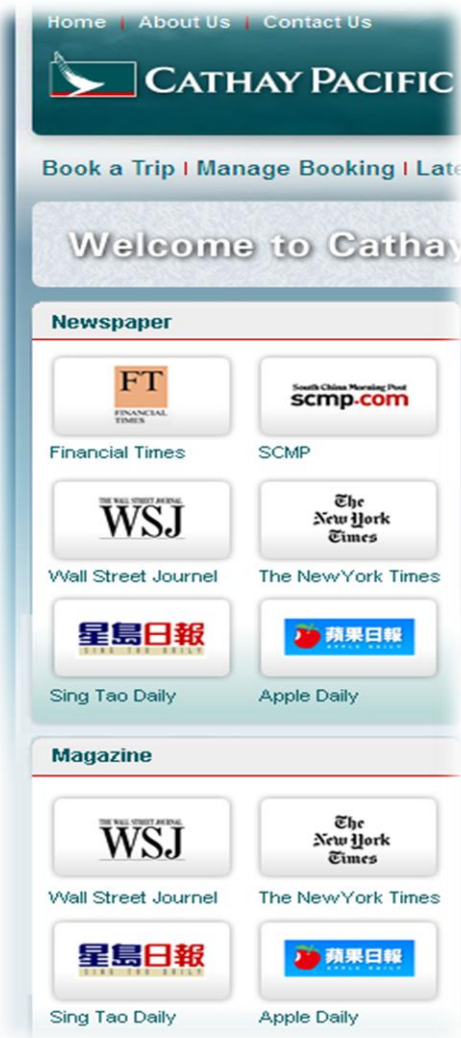 Home | About Us | Contact Us
CATHAY PACIFIC
Book a Trip | Manage Booking | Late
Welcome to Cathay
Newspaper
FT
FINANCIAL
TIMES
Financial Times
South China Morning Post
scmp.com
SCMP
THE WALL STREET JOURNAL
WSJ
Wall Street Journel
The
New York
Times
The NewYork Times
星島日報
SING TAO DAILY
Sing Tao Daily
蘋果日報
APPLE DAILY
Apple Daily
Magazine
THE WALL STREET JOURNAL
WSJ
Wall Street Journel
The
New York
Times
The NewYork Times
星島日報
SING TAO DAILY
Sing Tao Daily
蘋果日報
APPLE DAILY
Apple Daily